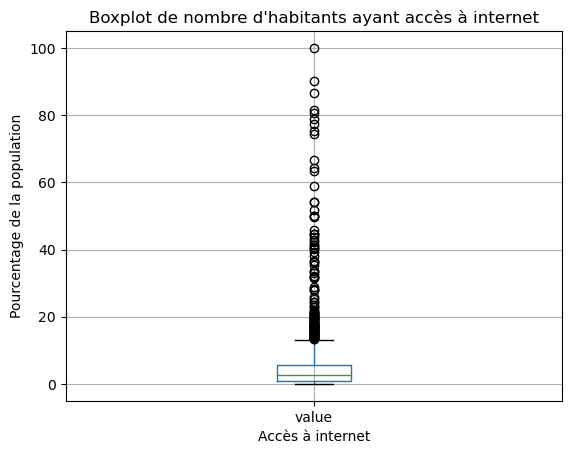 Boxplot de nombre d'habitants ayant accès à internet
100
80
60
40
20
0
Pourcentage de la population
value
Accès à internet